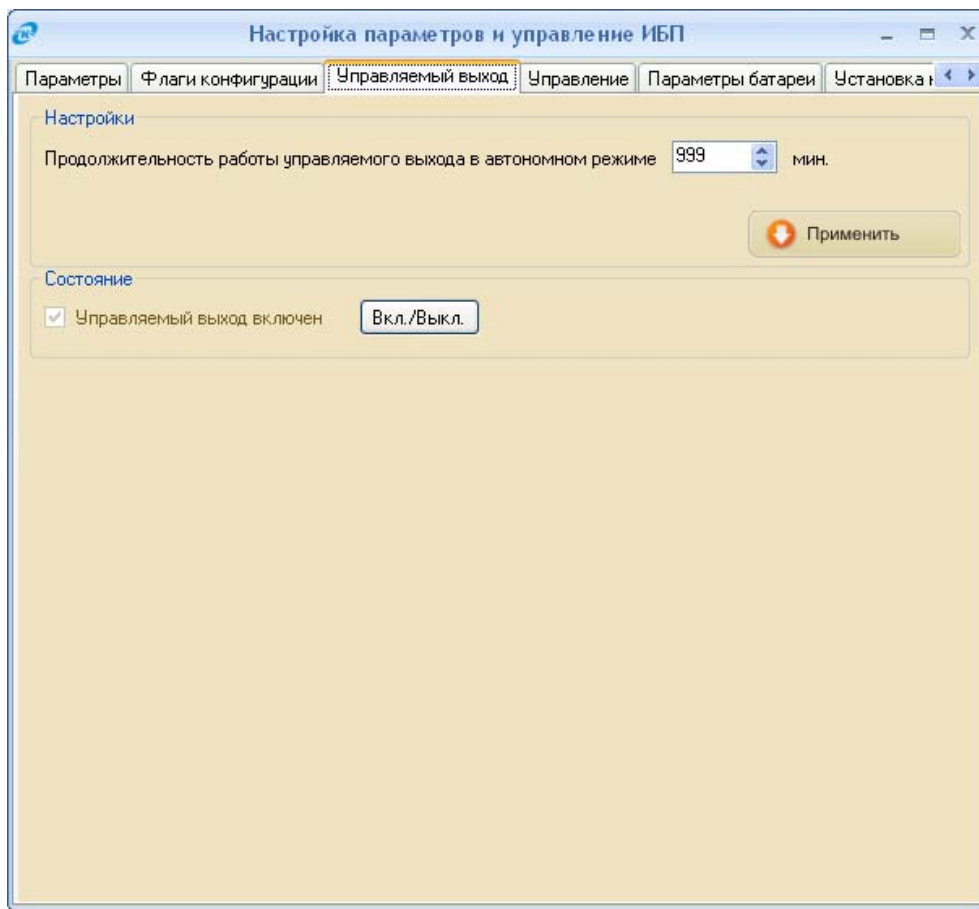 Настройка параметров и управление ИБП
Параметры Флаги конфигурации Управляемый выход Управление Параметры батареи Установка
Настройки
Продолжительность работы управляемого выхода в автономном режиме 999 мин.
Применить
Состояние
Управляемый выход включен Вкл./Выкл.